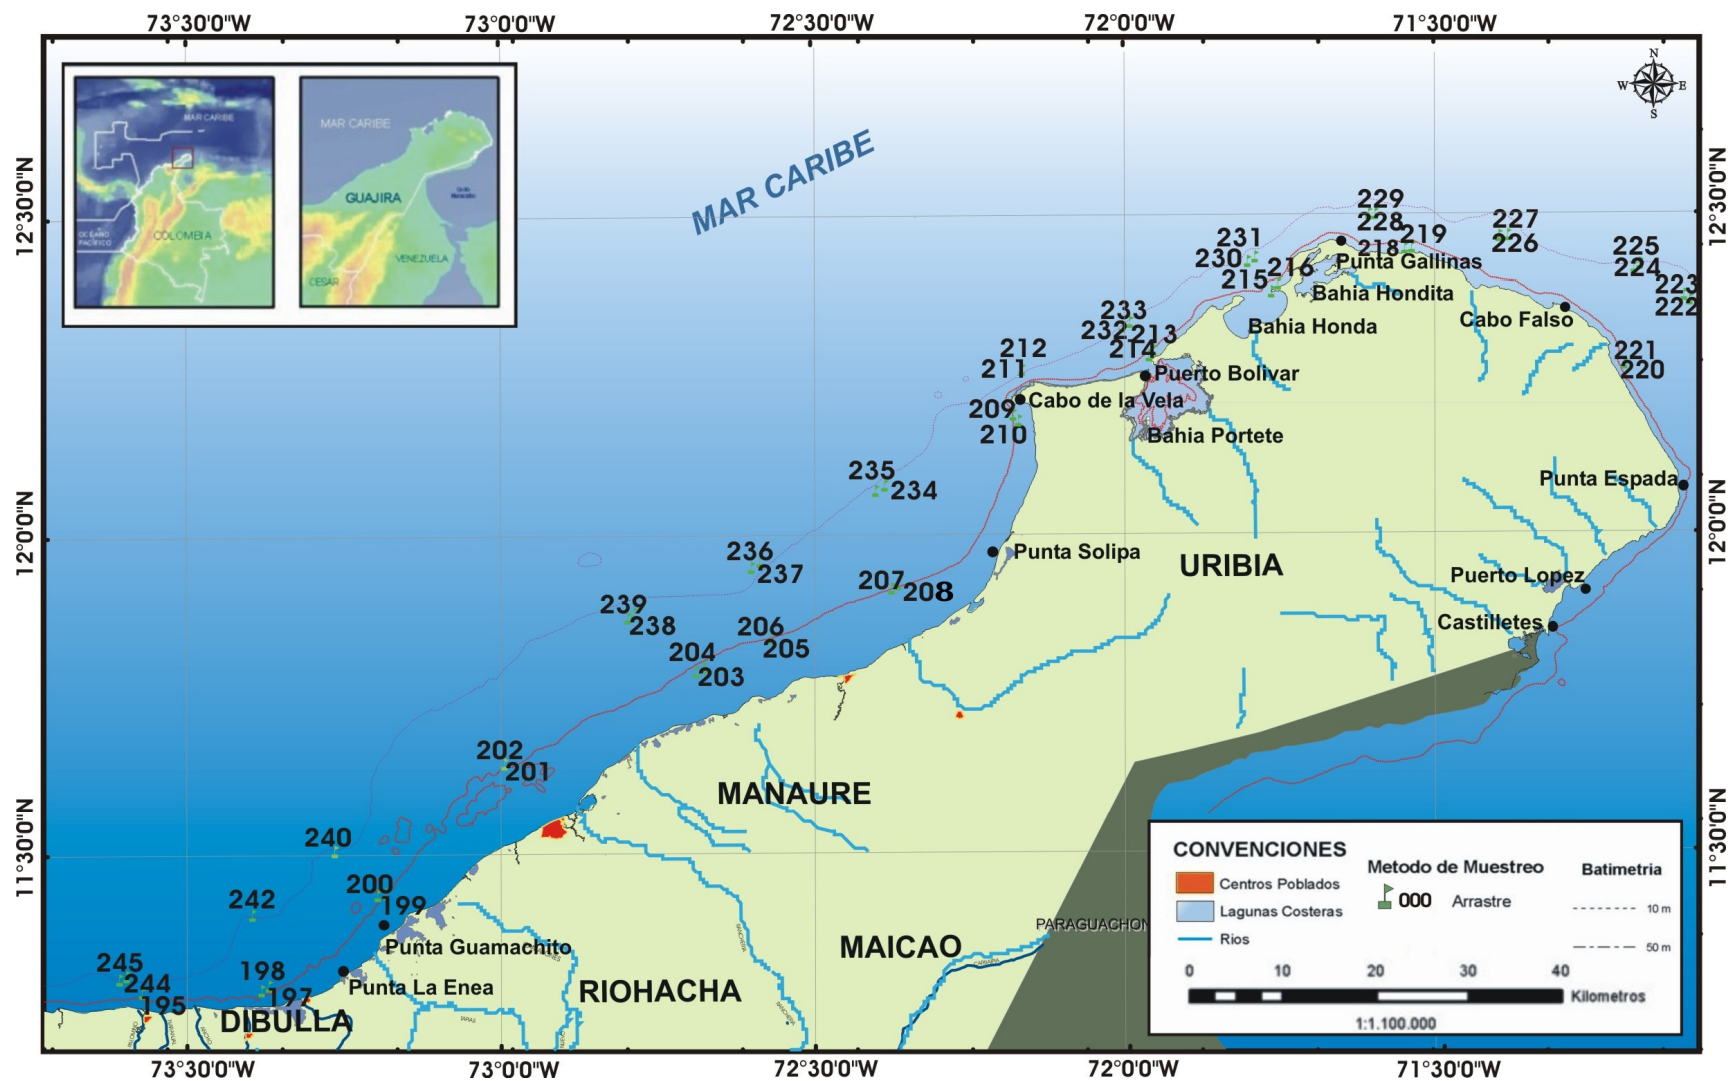 73°30'0"W
73°0'0"W
72°30'0"W
72°0'0"W
71°30'0"W
12°30'0"N
12°0'0"N
11°30'0"N
12°30'0"N
12°0'0"N
11°30'0"N
N
W
E
S
MAR CARIBE
OCEANO
PACÍFICO
COLOMBIA
MAR CARIBE
GUAJIRA
VENEZUELA
CESAR
MAR CARIBE
229
228
227
226
219
218
231
230
225
224
223
222
216
215
Punta Gallinas
Bahia Hondita
Cabo Falso
Bahia Honda
233
232
213
214
212
211
221
220
Puerto Bolivar
Cabo de la Vela
209
210
Bahia Portete
235
234
Punta Espada
236
237
Punta Solipa
URIBIA
207
208
Puerto Lopez
239
238
206
205
Castilletes
204
203
202
201
MANAURE
240
200
199
242
Punta Guamachito
MAICAO
PARAGUACHON
245
244
195
198
197
Punta La Enea
RIOHACHA
DIBULLA
CONVENCIONES
Centros Poblados
Lagunas Costeras
Rios
Metodo de Muestreo
000 Arrastre
Batimetria
10 m
50 m
0 10 20 30 40
Kilometros
1:1.100.000
73°30'0"W
73°0'0"W
72°30'0"W
72°0'0"W
71°30'0"W